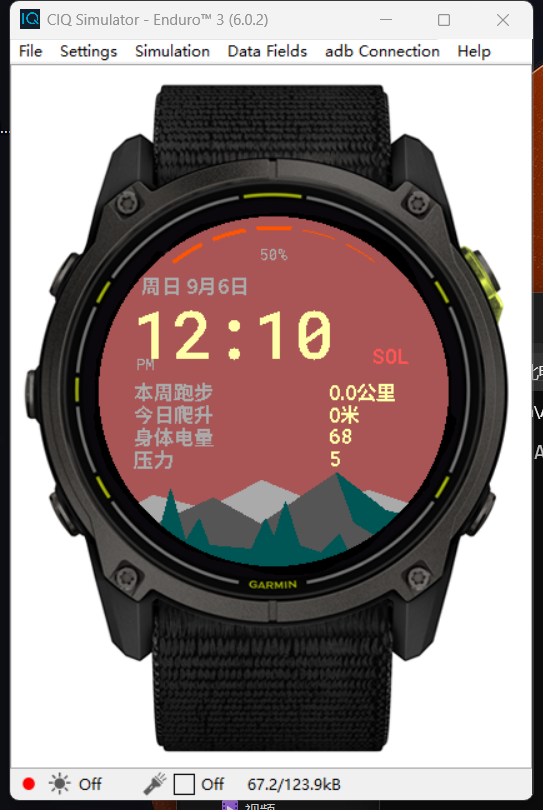 CIQ Simulator - Enduro™ 3 (6.0.2)
File Settings Simulation Data Fields adb Connection Help
50%
周日 9月6日
12:10
PM
SOL
本周跑步 0.0公里
今日爬升 0米
身体电量 68
压力 5
GARMIN
Off Off 67.2/123.9kB